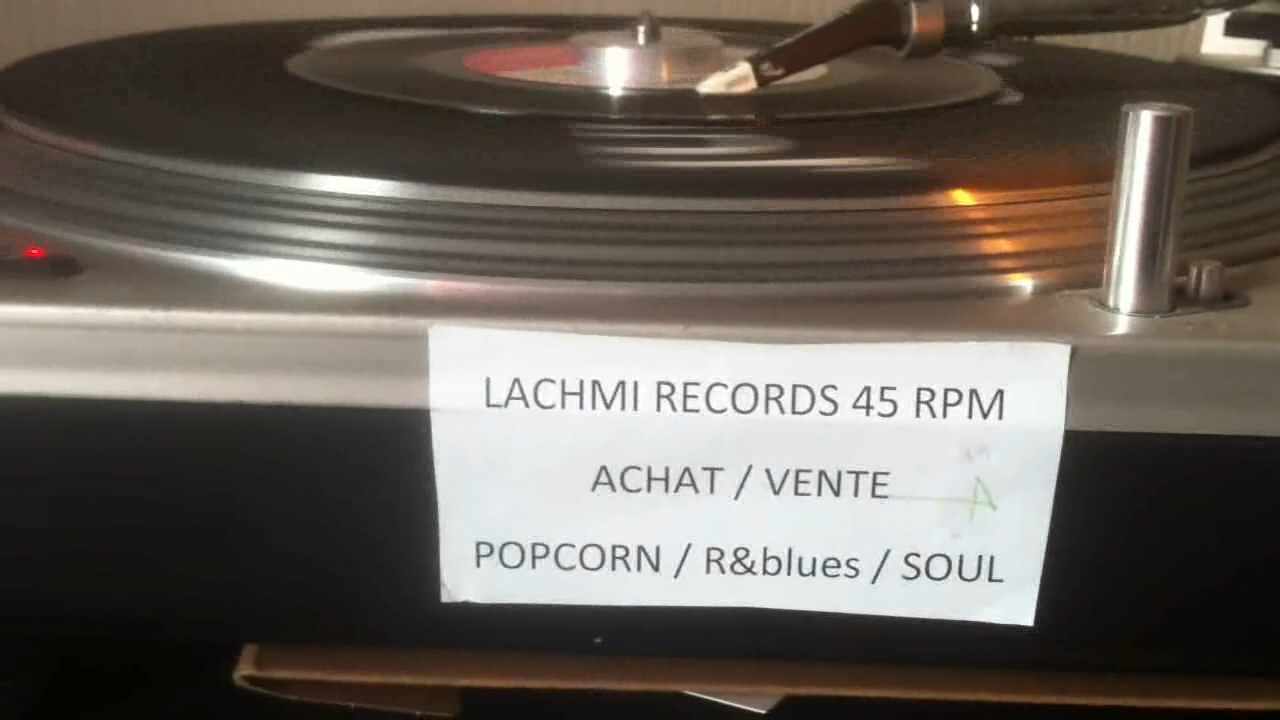 LACHMI RECORDS 45 RPM
ACHAT / VENTE
POPCORN / R&blues / SOUL